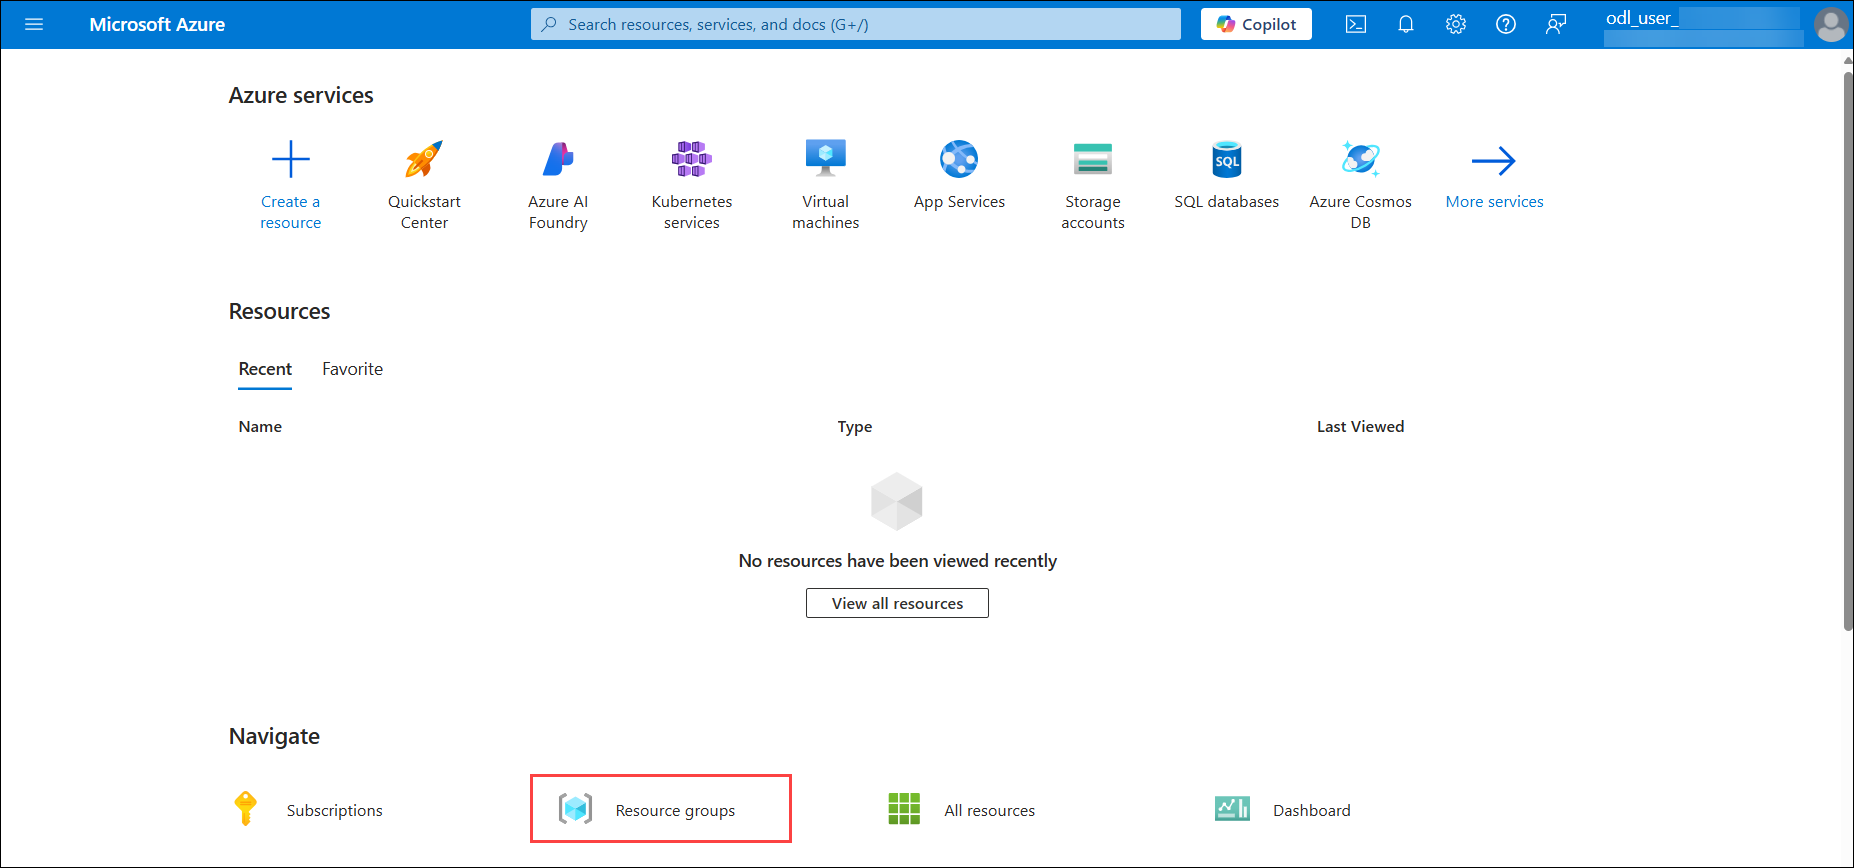 Microsoft Azure
Search resources, services, and docs (G+/)
Copilot
odl_user_
Azure services
Create a
resource
Quickstart
Center
Azure AI
Foundry
Kubernetes
services
Virtual
machines
App Services
Storage
accounts
SQL
SQL databases
Azure Cosmos
DB
More services
Resources
Recent
Favorite
Name
Type
Last Viewed
No resources have been viewed recently
View all resources
Navigate
Subscriptions
Resource groups
All resources
Dashboard